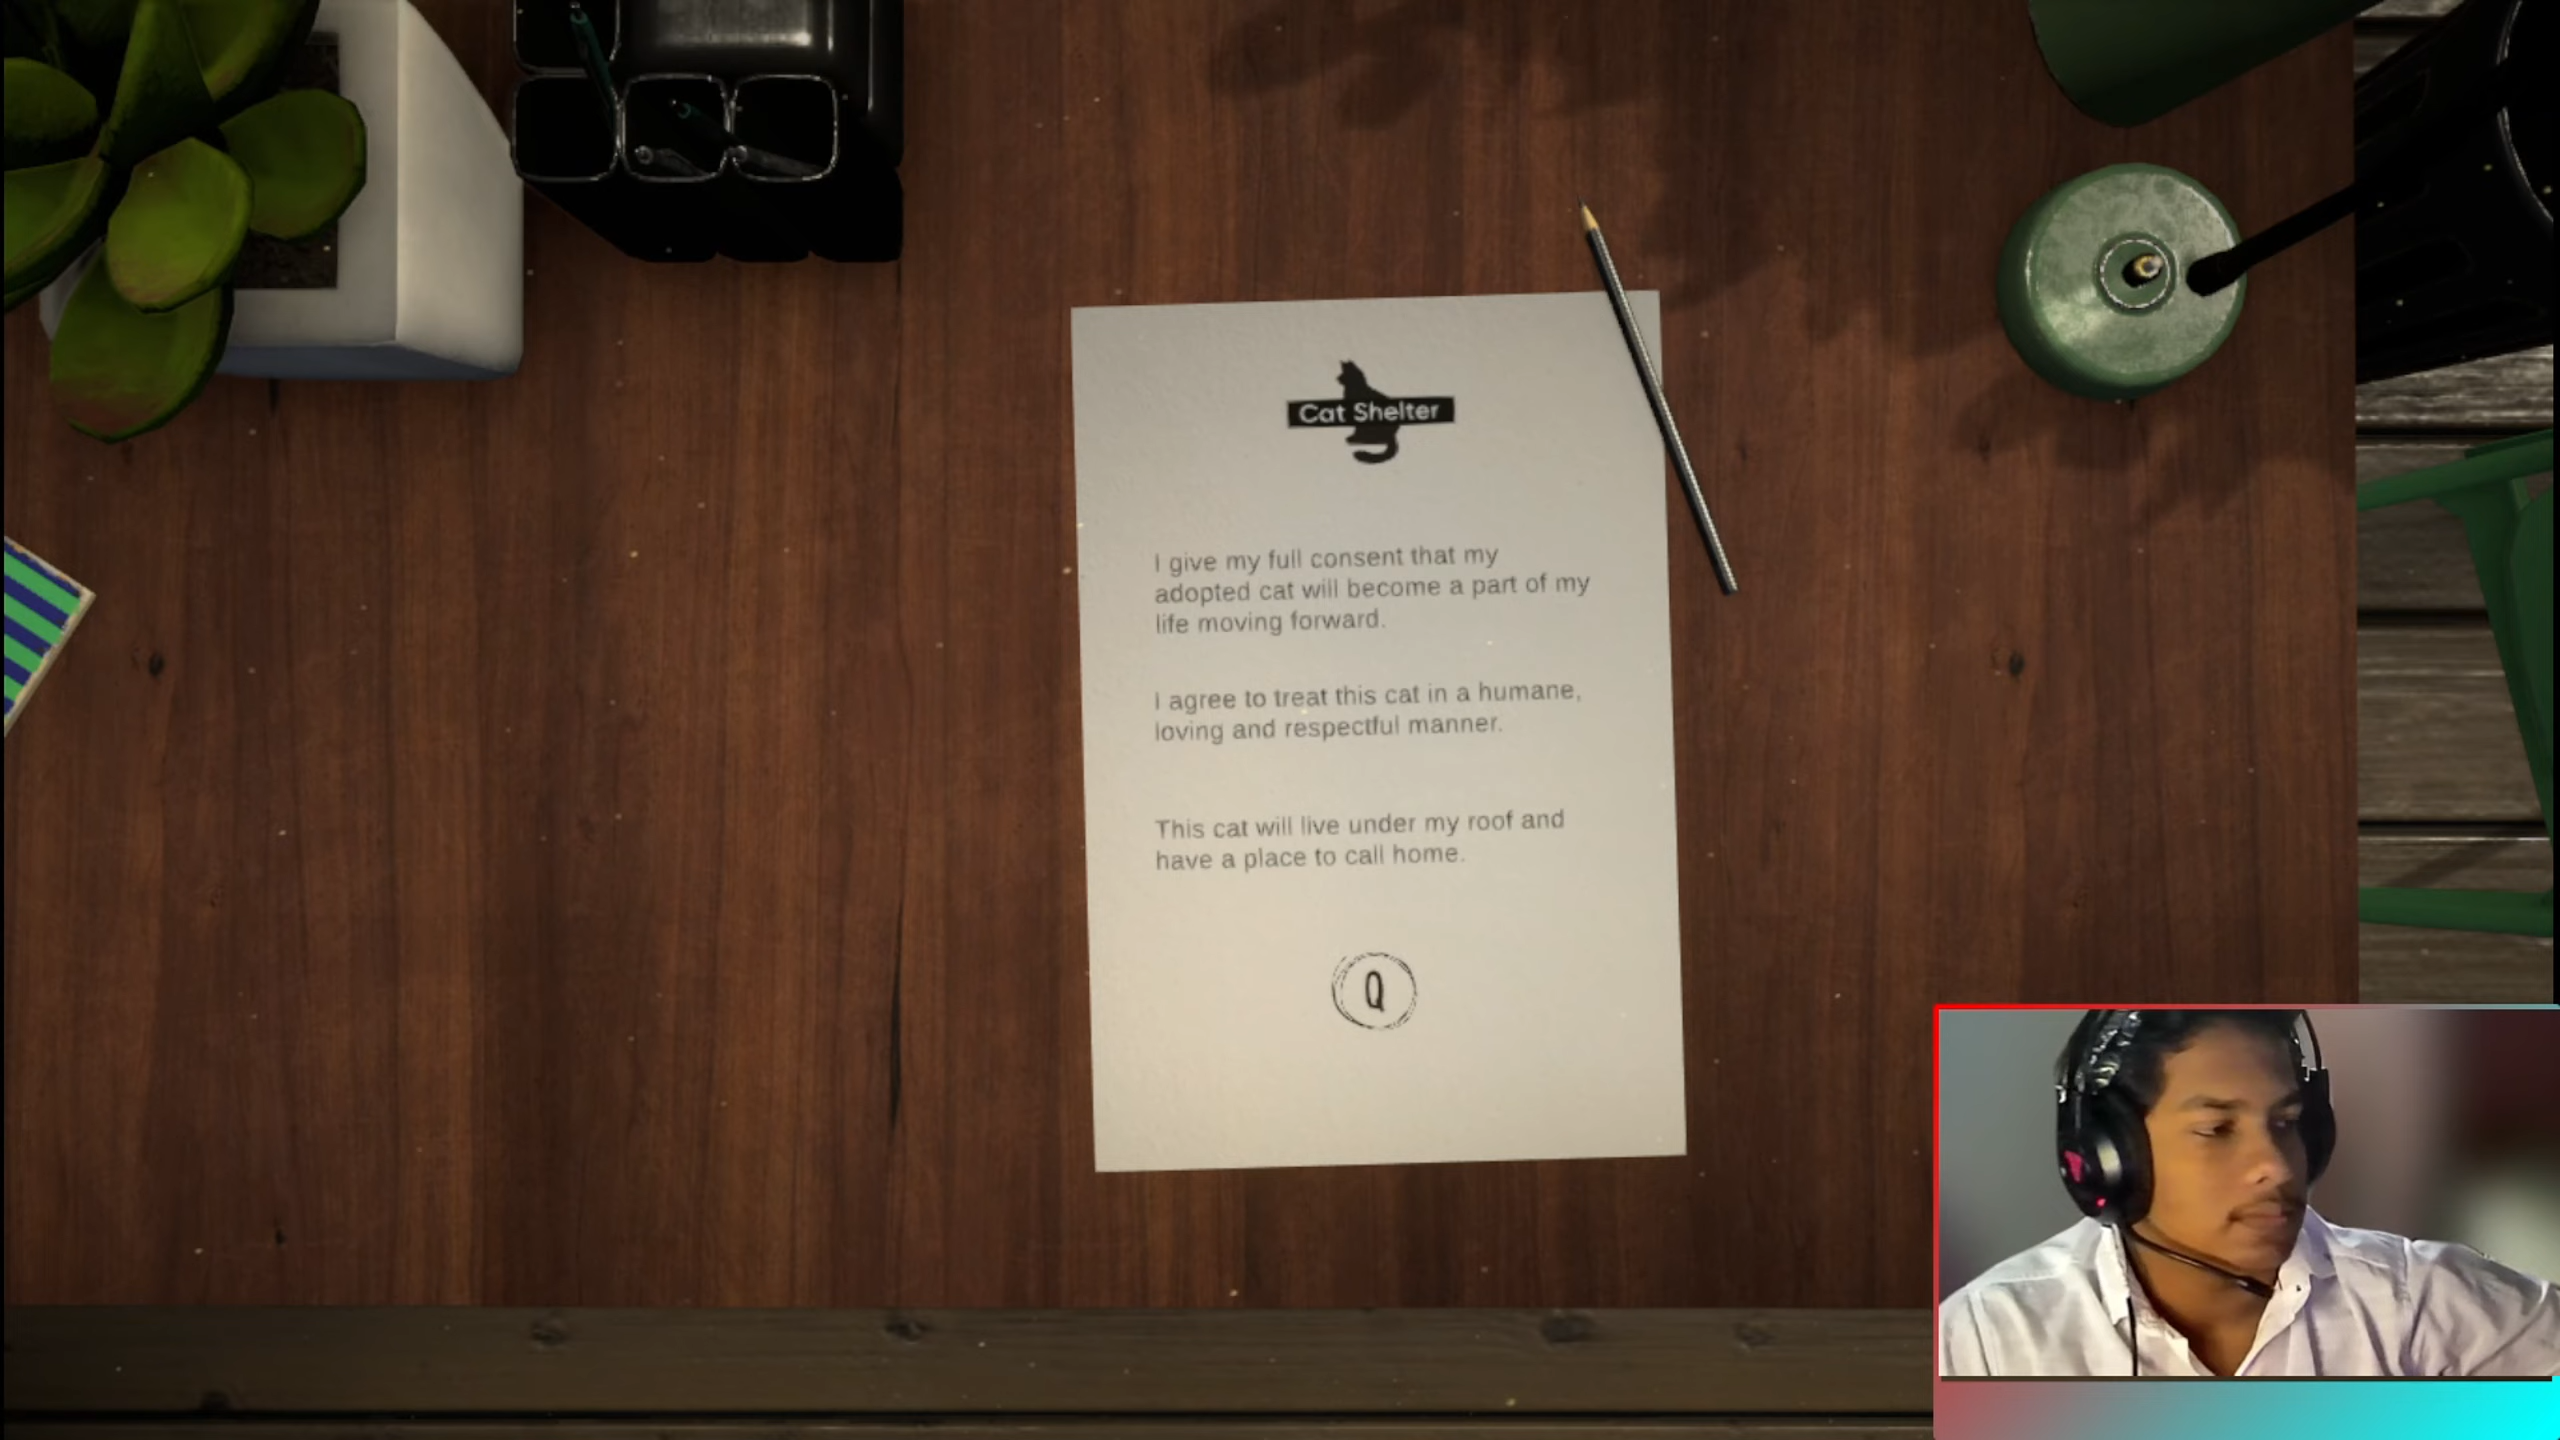 Cat Shelter
I give my full consent that my
adopted cat will become a part of my
life moving forward.
I agree to treat this cat in a humane,
loving and respectful manner.
This cat will live under my roof and
have a place to call home.
Q